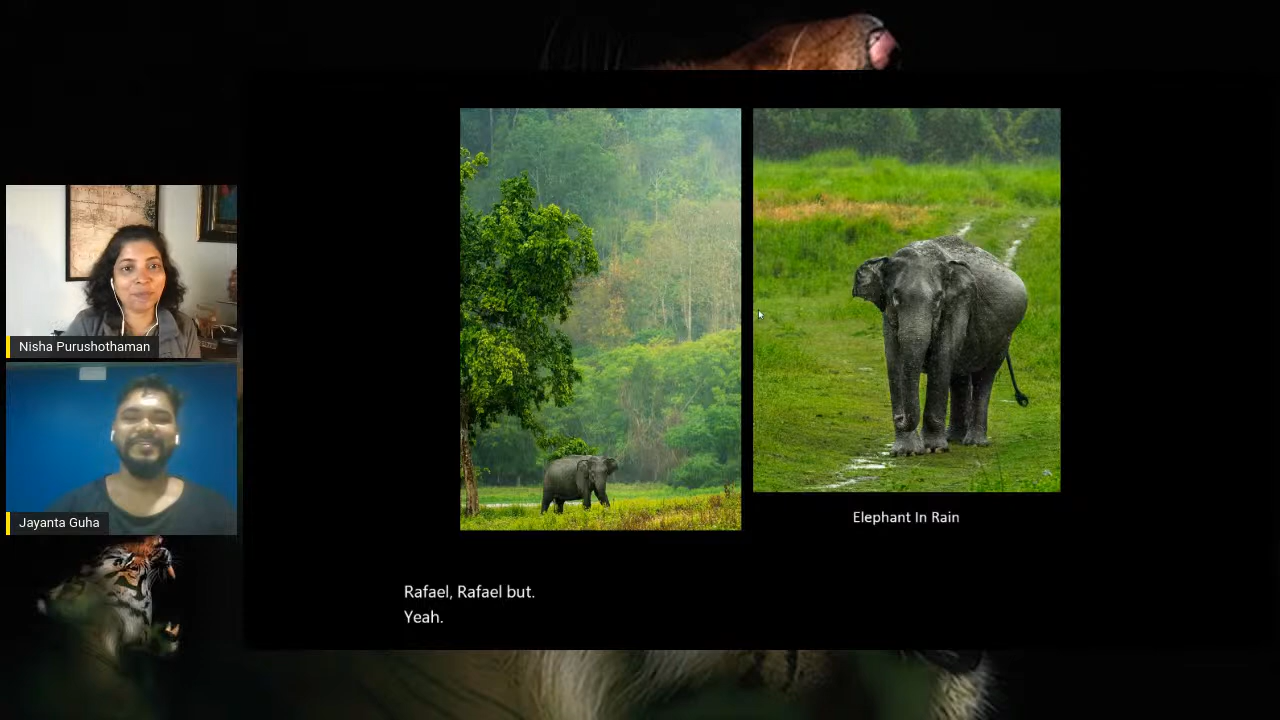 Nisha Purushothaman
Jayanta Guha
Elephant In Rain
Rafael, Rafael but.
Yeah.